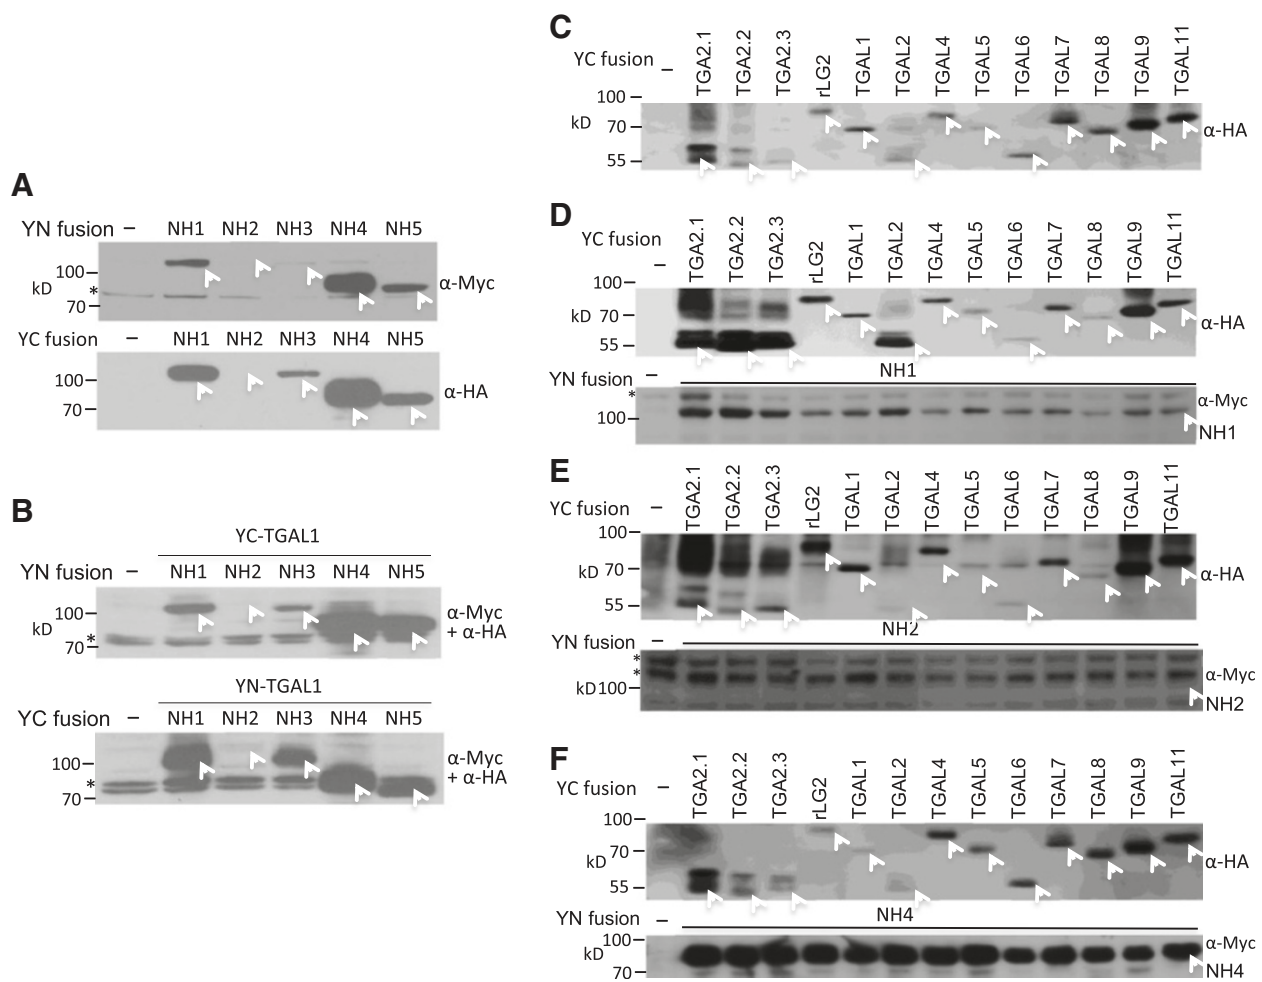 A
YN fusion – NH1 NH2 NH3 NH4 NH5
100
kD
*
70
α-Myc
YC fusion – NH1 NH2 NH3 NH4 NH5
100
70
α-HA
B
YC-TGAL1
YN fusion – NH1 NH2 NH3 NH4 NH5
100
kD
*
70
α-Myc
+ α-HA
YN-TGAL1
YC fusion – NH1 NH2 NH3 NH4 NH5
100
*
70
α-Myc
+ α-HA
C
YC fusion – TGA2.1 TGA2.2 TGA2.3 rLG2 TGAL1 TGAL2 TGAL4 TGAL5 TGAL6 TGAL7 TGAL8 TGAL9 TGAL11
100
kD
70
55
α-HA
D
YC fusion – TGA2.1 TGA2.2 TGA2.3 rLG2 TGAL1 TGAL2 TGAL4 TGAL5 TGAL6 TGAL7 TGAL8 TGAL9 TGAL11
100
kD 70
55
α-HA
YN fusion – NH1
*
100
α-Myc
NH1
E
YC fusion – TGA2.1 TGA2.2 TGA2.3 rLG2 TGAL1 TGAL2 TGAL4 TGAL5 TGAL6 TGAL7 TGAL8 TGAL9 TGAL11
100
kD 70
55
α-HA
YN fusion – NH2
*
*
kD 100
α-Myc
NH2
F
YC fusion – TGA2.1 TGA2.2 TGA2.3 rLG2 TGAL1 TGAL2 TGAL4 TGAL5 TGAL6 TGAL7 TGAL8 TGAL9 TGAL11
100
kD
70
55
α-HA
YN fusion – NH4
100
kD
70
α-Myc
NH4